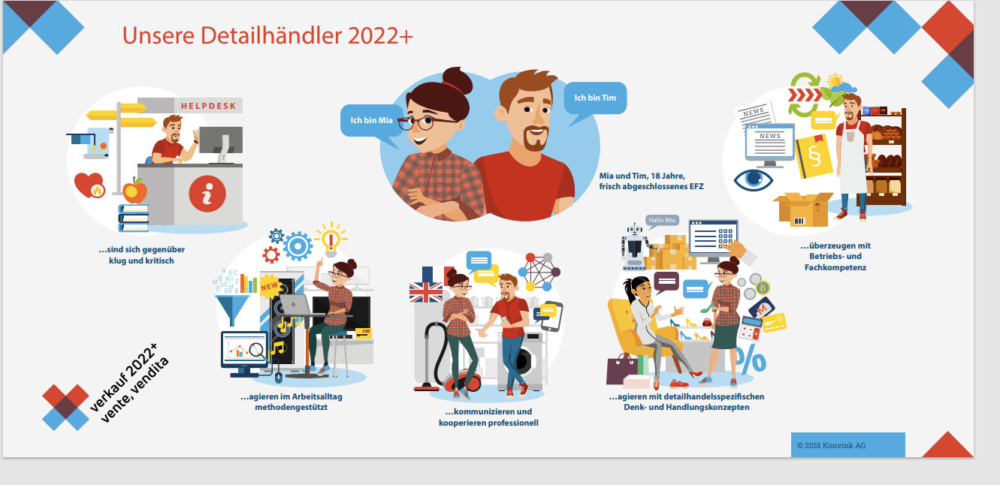 Unsere Detailhändler 2022+
HELPDESK
Ich bin Mia
Ich bin Tim
Mia und Tim, 18 Jahre,
frisch abgeschlossenes EFZ
NEWS
NEWS
§
...sind sich gegenüber
klug und kritisch
i
Hallo Mia
...überzeugen mit
Betriebs- und
Fachkompetenz
NEW
M
%
verkauf 2022+
vente, vendita
...agieren im Arbeitsalltag
methodengestützt
...kommunizieren und
kooperieren professionell
...agieren mit detailhandelsspezifischen
Denk- und Handlungskonzepten
© 2018 Konvink AG